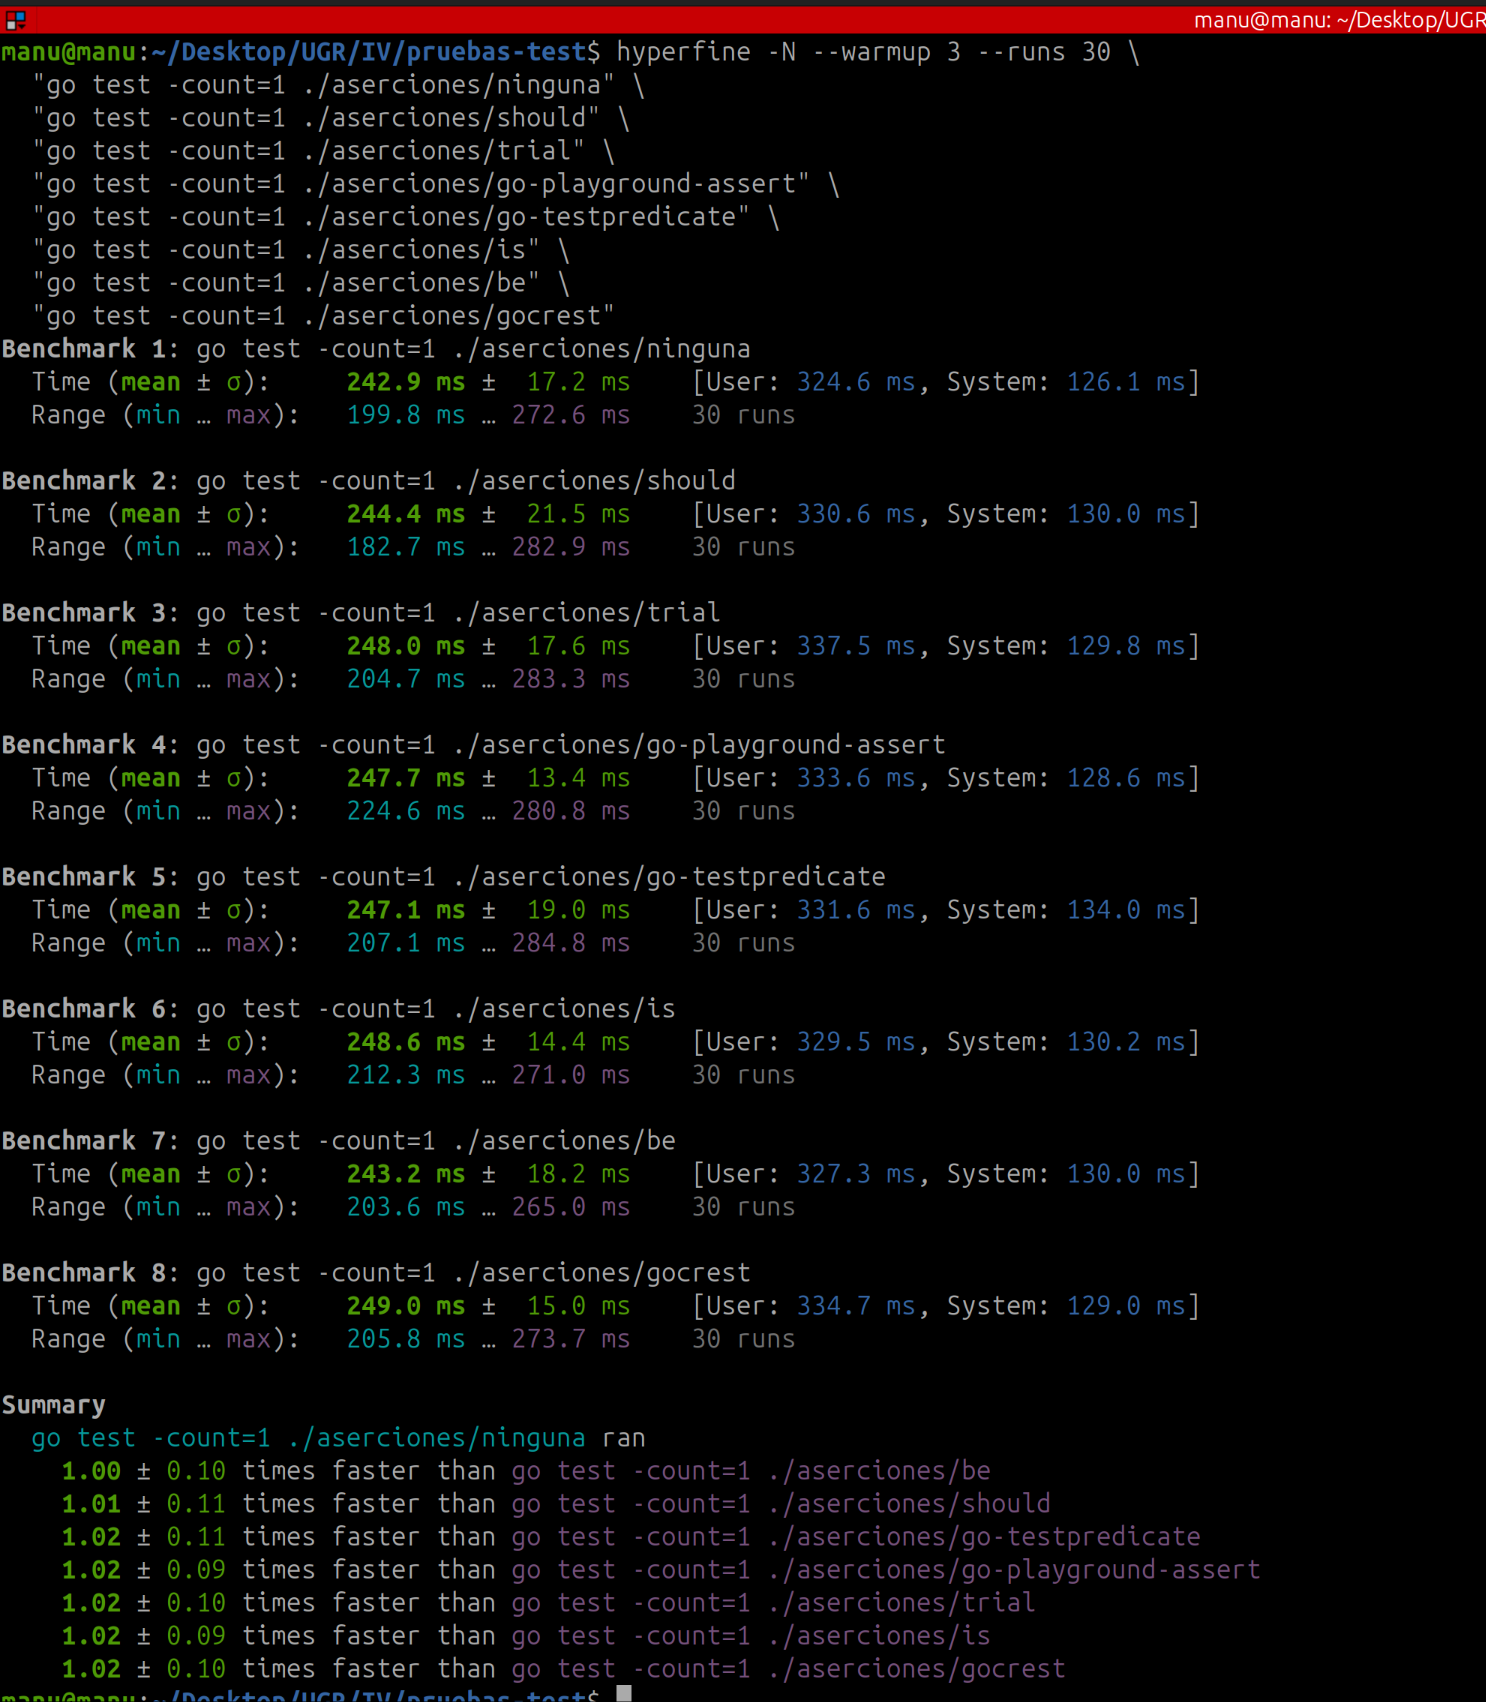 manu@manu: ~/Desktop/UGR
manu@manu:~/Desktop/UGR/IV/pruebas-test$ hyperfine -N --warmup 3 --runs 30 \
  "go test -count=1 ./aserciones/ninguna" \
  "go test -count=1 ./aserciones/should" \
  "go test -count=1 ./aserciones/trial" \
  "go test -count=1 ./aserciones/go-playground-assert" \
  "go test -count=1 ./aserciones/go-testpredicate" \
  "go test -count=1 ./aserciones/is" \
  "go test -count=1 ./aserciones/be" \
  "go test -count=1 ./aserciones/gocrest"
Benchmark 1: go test -count=1 ./aserciones/ninguna
  Time (mean ± σ):     242.9 ms ±  17.2 ms    [User: 324.6 ms, System: 126.1 ms]
  Range (min … max):   199.8 ms … 272.6 ms    30 runs

Benchmark 2: go test -count=1 ./aserciones/should
  Time (mean ± σ):     244.4 ms ±  21.5 ms    [User: 330.6 ms, System: 130.0 ms]
  Range (min … max):   182.7 ms … 282.9 ms    30 runs

Benchmark 3: go test -count=1 ./aserciones/trial
  Time (mean ± σ):     248.0 ms ±  17.6 ms    [User: 337.5 ms, System: 129.8 ms]
  Range (min … max):   204.7 ms … 283.3 ms    30 runs

Benchmark 4: go test -count=1 ./aserciones/go-playground-assert
  Time (mean ± σ):     247.7 ms ±  13.4 ms    [User: 333.6 ms, System: 128.6 ms]
  Range (min … max):   224.6 ms … 280.8 ms    30 runs

Benchmark 5: go test -count=1 ./aserciones/go-testpredicate
  Time (mean ± σ):     247.1 ms ±  19.0 ms    [User: 331.6 ms, System: 134.0 ms]
  Range (min … max):   207.1 ms … 284.8 ms    30 runs

Benchmark 6: go test -count=1 ./aserciones/is
  Time (mean ± σ):     248.6 ms ±  14.4 ms    [User: 329.5 ms, System: 130.2 ms]
  Range (min … max):   212.3 ms … 271.0 ms    30 runs

Benchmark 7: go test -count=1 ./aserciones/be
  Time (mean ± σ):     243.2 ms ±  18.2 ms    [User: 327.3 ms, System: 130.0 ms]
  Range (min … max):   203.6 ms … 265.0 ms    30 runs

Benchmark 8: go test -count=1 ./aserciones/gocrest
  Time (mean ± σ):     249.0 ms ±  15.0 ms    [User: 334.7 ms, System: 129.0 ms]
  Range (min … max):   205.8 ms … 273.7 ms    30 runs

Summary
  go test -count=1 ./aserciones/ninguna ran
    1.00 ± 0.10 times faster than go test -count=1 ./aserciones/be
    1.01 ± 0.11 times faster than go test -count=1 ./aserciones/should
    1.02 ± 0.11 times faster than go test -count=1 ./aserciones/go-testpredicate
    1.02 ± 0.09 times faster than go test -count=1 ./aserciones/go-playground-assert
    1.02 ± 0.10 times faster than go test -count=1 ./aserciones/trial
    1.02 ± 0.09 times faster than go test -count=1 ./aserciones/is
    1.02 ± 0.10 times faster than go test -count=1 ./aserciones/gocrest
manu@manu:~/Desktop/UGR/IV/pruebas-test$